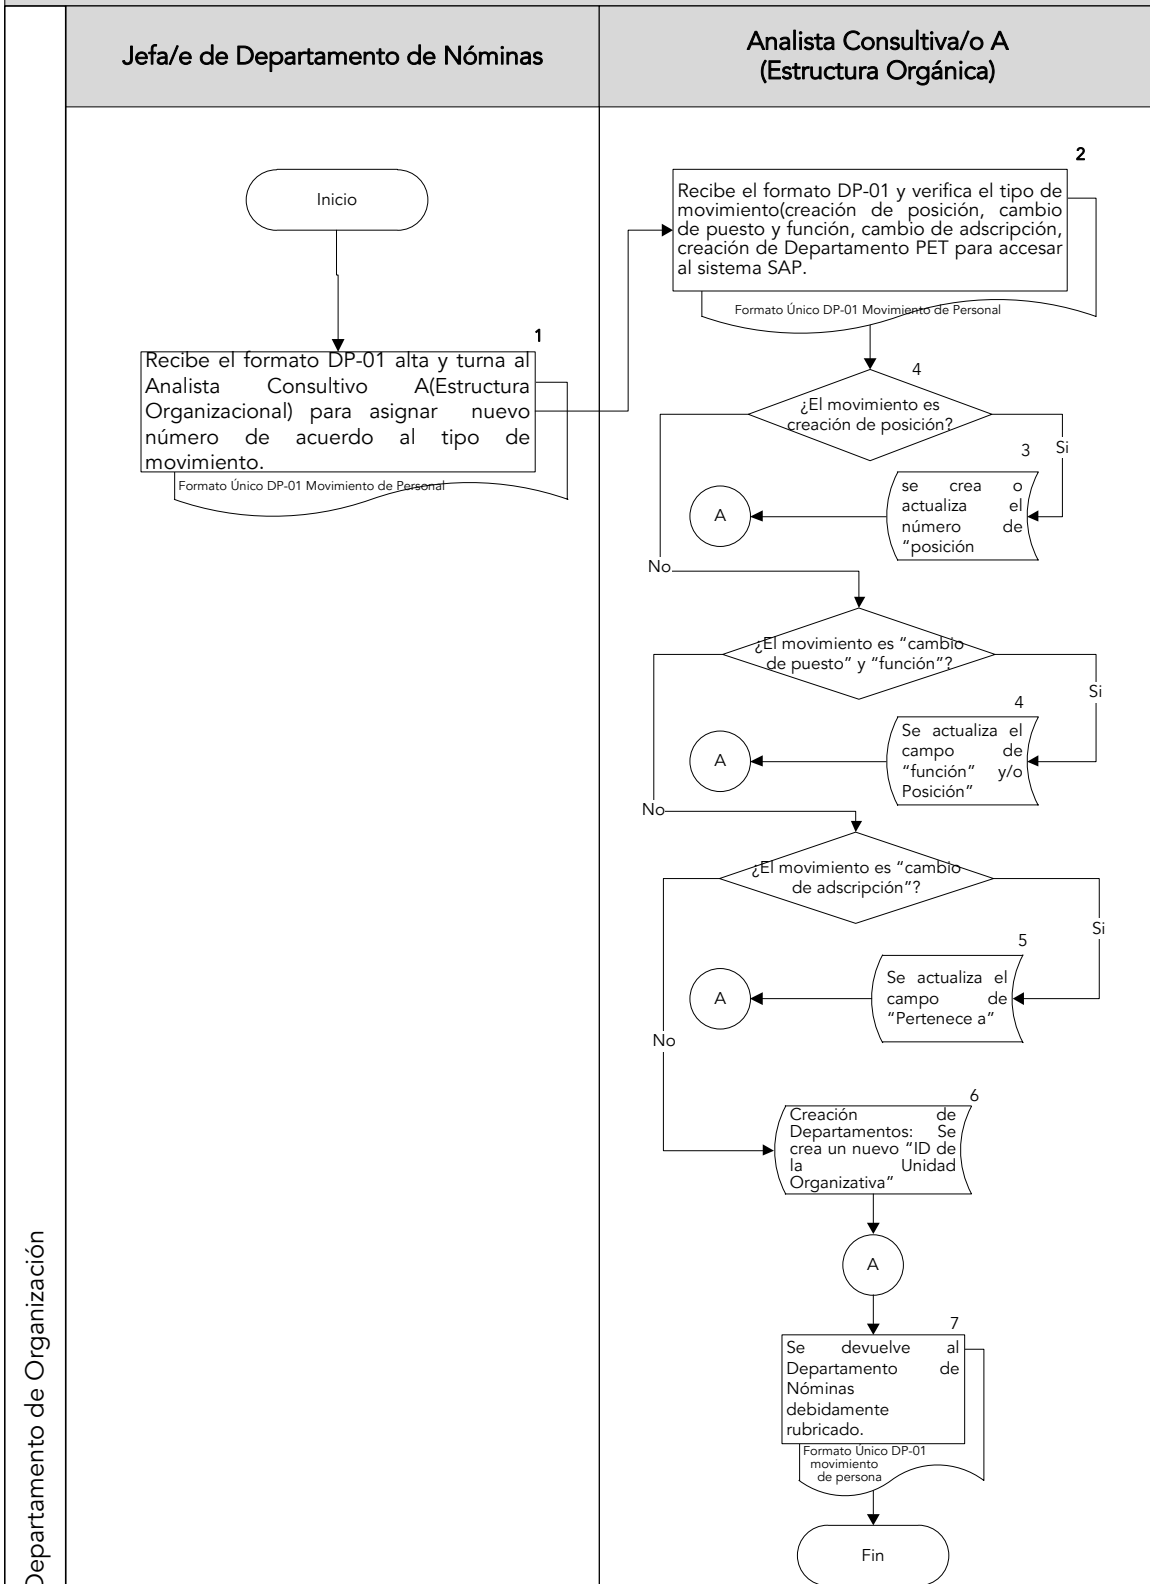 Jefa/e de Departamento de Nóminas
Analista Consultiva/o A
(Estructura Orgánica)
Inicio
1
Recibe el formato DP-01 alta y turna al
Analista Consultivo A(Estructura
Organizacional) para asignar nuevo
número de acuerdo al tipo de
movimiento.
Formato Único DP-01 Movimiento de Personal
2
Recibe el formato DP-01 y verifica el tipo de
movimiento(creación de posición, cambio
de puesto y función, cambio de adscripción,
creación de Departamento PET para accesar
al sistema SAP.
Formato Único DP-01 Movimiento de Personal
4
¿El movimiento es
creación de posición?
Si
3
se crea o
actualiza el
número de
“posición
A
No
¿El movimiento es “cambio
de puesto” y “función”?
Si
4
Se actualiza el
campo de
“función” y/o
Posición”
A
No
¿El movimiento es “cambio
de adscripción”?
Si
5
Se actualiza el
campo de
“Pertenece a”
A
No
6
Creación de
Departamentos: Se
crea un nuevo “ID de
la Unidad
Organizativa”
A
7
Se devuelve al
Departamento de
Nóminas
debidamente
rubricado.
Formato Único DP-01
movimiento
de persona
Fin
Departamento de Organización